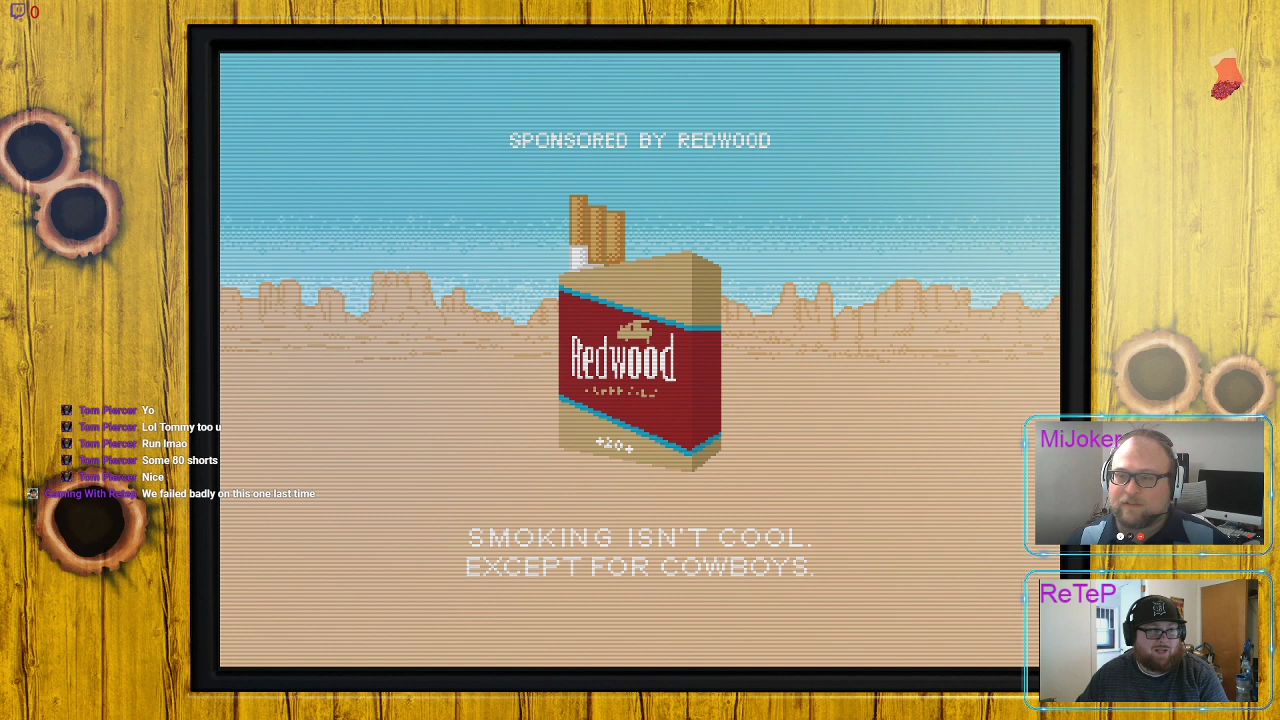 0
SPONSORED BY REDWOOD
Redwood
+20+
Tom Piercer Yo
Tom Piercer Lol Tommy too u
Tom Piercer Run lmao
Tom Piercer Some 80 shorts
Tom Piercer Nice
Gaming With Retep We failed badly on this one last time
SMOKING ISN'T COOL.
EXCEPT FOR COWBOYS.
MiJoker
ReTeP